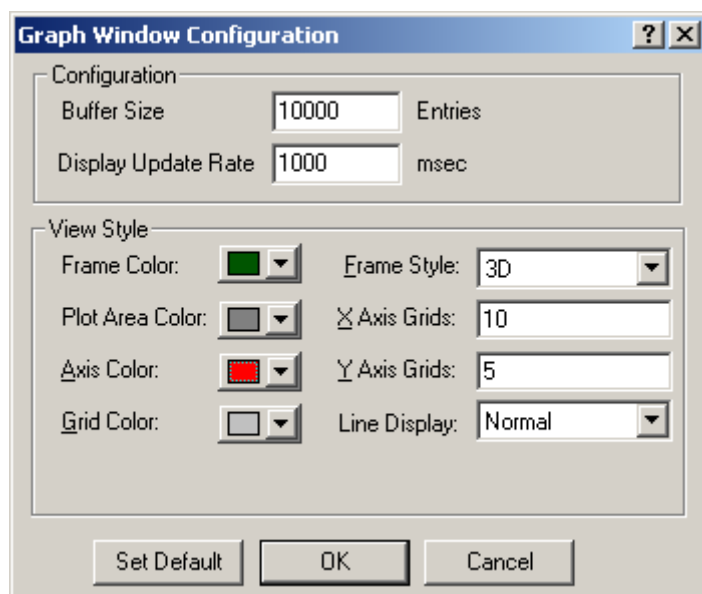 Graph Window Configuration
Configuration
Buffer Size 10000 Entries
Display Update Rate 1000 msec
View Style
Frame Color: Frame Style: 3D
Plot Area Color: X Axis Grids: 10
Axis Color: Y Axis Grids: 5
Grid Color: Line Display: Normal
Set Default OK Cancel